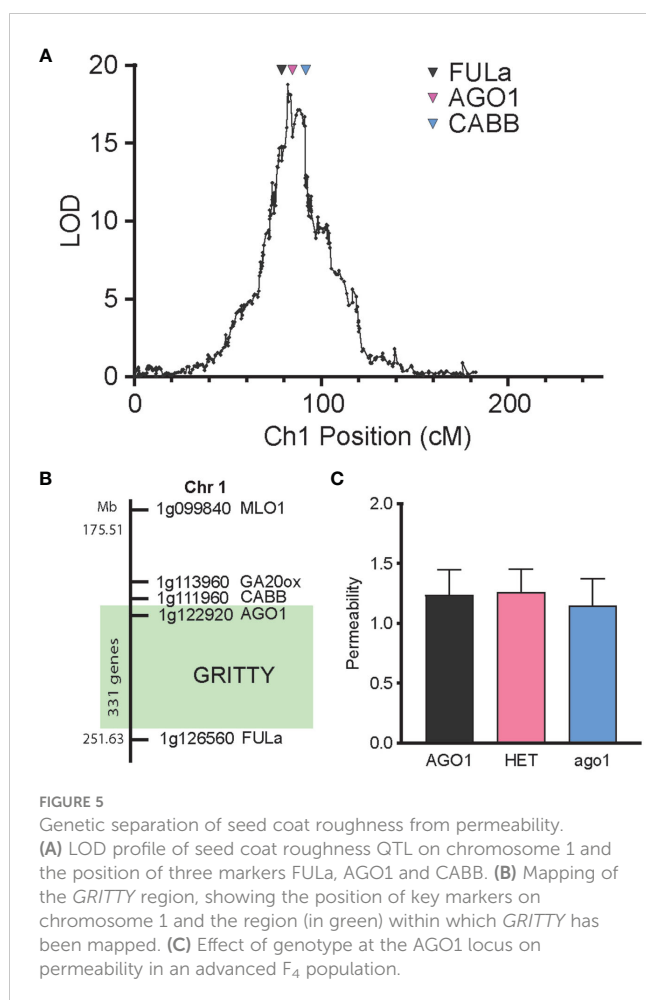 A
20
15
10
5
0
LOD
0
100
200
Ch1 Position (cM)
FULa
AGO1
CABB
B
Chr 1
Mb
175.51
1g099840 MLO1
1g113960 GA20ox
1g111960 CABB
1g122920 AGO1
331 genes
GRITTY
251.63
1g126560 FULa
C
2.0
1.5
1.0
0.5
0.0
Permeability
AGO1
HET
ago1
FIGURE 5
Genetic separation of seed coat roughness from permeability.
(A) LOD profile of seed coat roughness QTL on chromosome 1 and
the position of three markers FULa, AGO1 and CABB. (B) Mapping of
the GRITTY region, showing the position of key markers on
chromosome 1 and the region (in green) within which GRITTY has
been mapped. (C) Effect of genotype at the AGO1 locus on
permeability in an advanced F4 population.